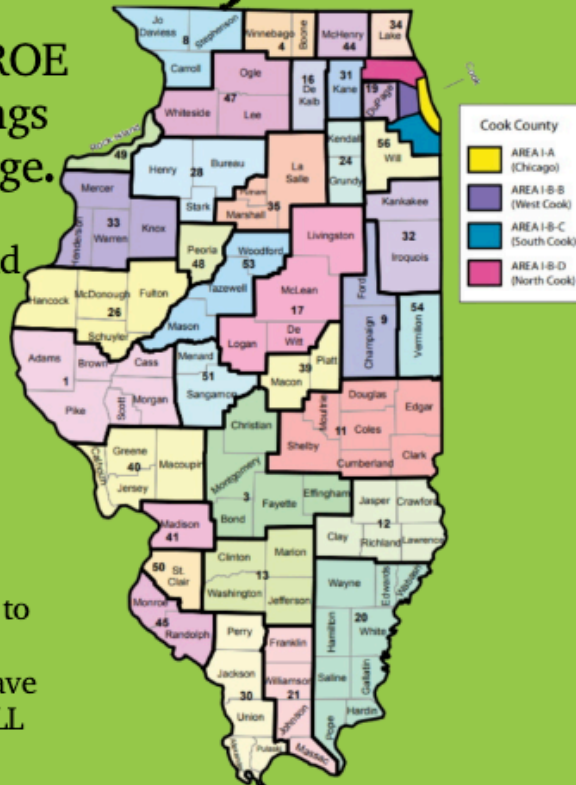 ROE
ngs
ge.
d
to
ave
LL
Jo
Daviess
8
Stephenson
Winnebago
4
Boone
McHenry
44
34
Lake
Carroll
Ogle
47
Whiteside
Lee
16
De
Kalb
31
Kane
19
DuPage
Cook
Rock Island
49
Kendall
24
Grundy
56
Will
Henry
28
Bureau
Stark
La
Salle
Putnam
35
Marshall
Mercer
33
Henderson
Warren
Knox
Kankakee
32
Iroquois
Peoria
48
Woodford
53
Tazewell
Mason
Livingston
McLean
17
De
Witt
Logan
Ford
9
Champaign
54
Vermilion
Hancock
McDonough
Fulton
26
Schuyler
Adams
1
Brown
Cass
Pike
Scott
Morgan
Menard
51
Sangamon
39
Piatt
Macon
Christian
Montgomery
3
Bond
Fayette
Effingham
Moultrie
Douglas
Edgar
11
Coles
Shelby
Cumberland
Clark
Calhoun
Greene
40
Jersey
Macoupin
Madison
41
Jasper
Crawford
12
Clay
Richland
Lawrence
50
St.
Clair
Clinton
Marion
13
Washington
Jefferson
Monroe
45
Randolph
Wayne
Edwards
Wabash
Hamilton
20
White
Saline
Gallatin
Pope
Hardin
Perry
Jackson
30
Union
Alexander
Pulaski
Franklin
Williamson
21
Johnson
Massac
Cook County
AREA I-A
(Chicago)
AREA I-B-B
(West Cook)
AREA I-B-C
(South Cook)
AREA I-B-D
(North Cook)